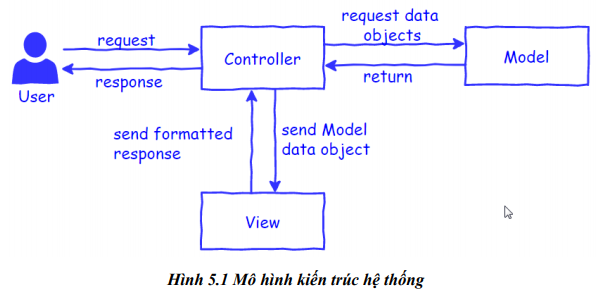 request data
objects
request
Controller
Model
response
return
User
send formatted
response
send Model
data object
View
Hình 5.1 Mô hình kiến trúc hệ thống